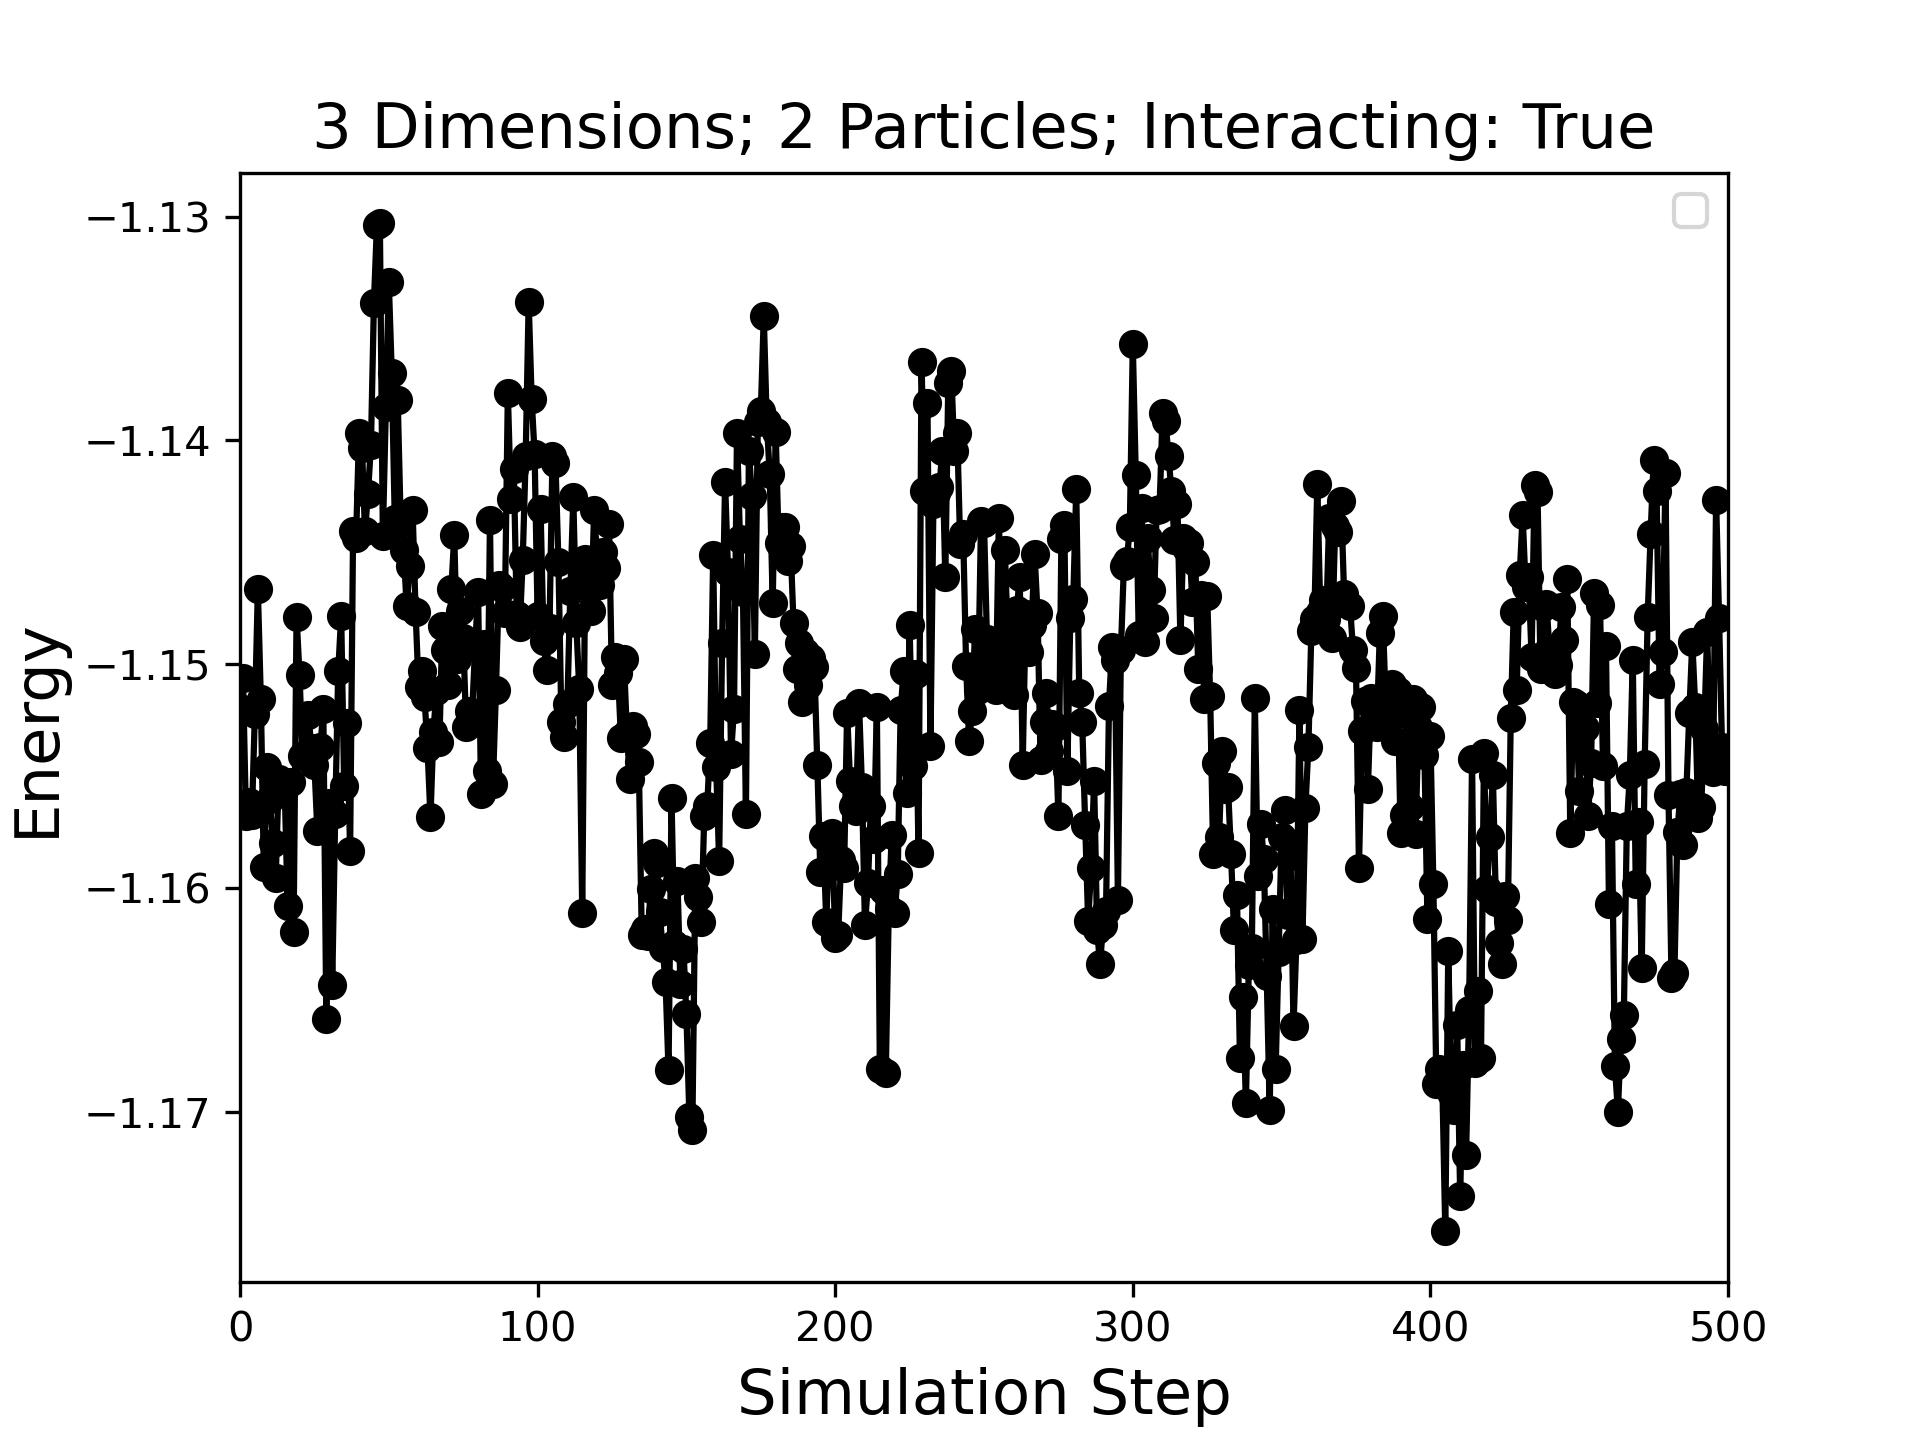 3 Dimensions; 2 Particles; Interacting: True
−1.13
−1.14
−1.15
−1.16
−1.17
Energy
0 100 200 300 400 500
Simulation Step